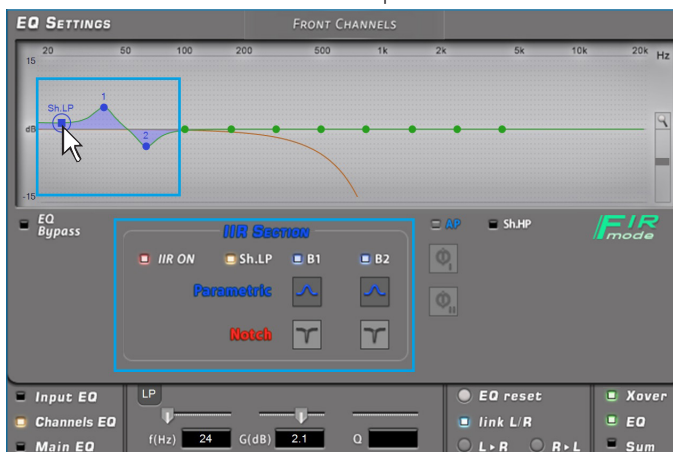 EQ Settings
Front Channels
20 50 100 200 500 1k 2k 5k 10k 20k Hz
15
1
Sh.LP
dB
2
-15
EQ Bypass
IIR Section
AP
Sh.HP
FIR mode
IIR ON Sh.LP B1 B2
Parametric
Notch
ΦI
ΦII
Input EQ
Channels EQ
Main EQ
LP
f(Hz) 24 G(dB) 2.1 Q
EQ reset
link L/R
L▸R R▸L
Xover
EQ
Sum